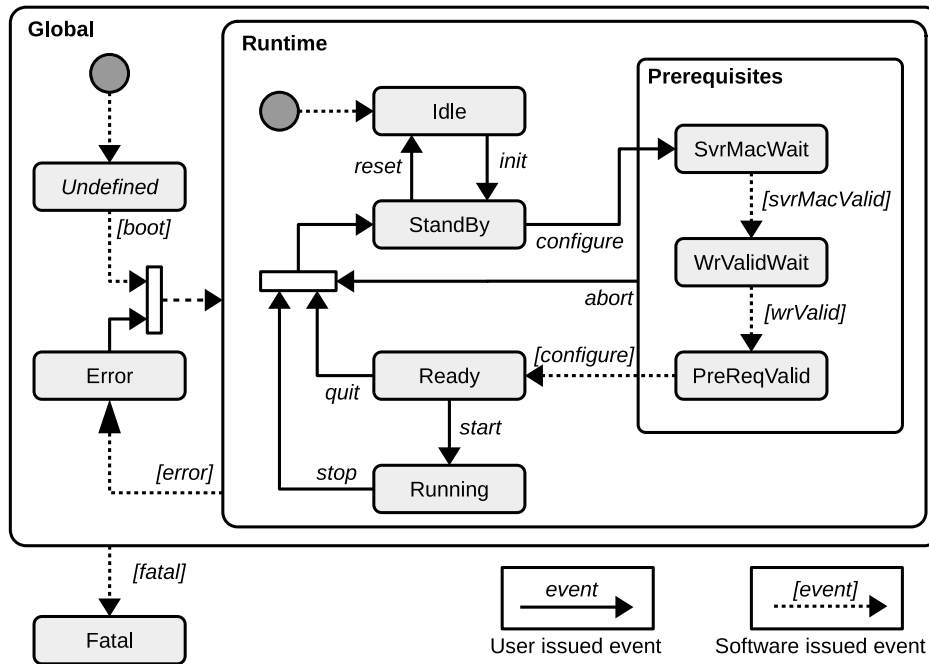 Global
Runtime
Prerequisites
Idle
SvrMacWait
reset
init
Undefined
[svrMacValid]
[boot]
StandBy
configure
WrValidWait
abort
[wrValid]
[configure]
Error
Ready
PreReqValid
quit
start
[error]
stop
Running
[fatal]
event
[event]
Fatal
User issued event
Software issued event